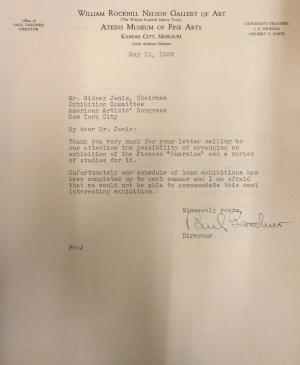 WILLIAM ROCKHILL NELSON GALLERY OF ART
(The William Rockhill Nelson Trust)
ATKINS MUSEUM OF FINE ARTS
KANSAS CITY, MISSOURI
Cable Address: Nelson
Office of
PAUL GARDNER
DIRECTOR
UNIVERSITY TRUSTEES:
J. C. NICHOLS
HERBERT V. JONES
May 15, 1939
Mr. Sidney Janis, Chairman
Exhibition Committee
American Artists' Congress
New York City
My dear Mr. Janis:
Thank you very much for your letter calling to
our attention the possibility of arranging an
exhibition of the Picasso "Guernica" and a series
of studies for it.
Unfortunately our schedule of loan exhibitions has
been completed up to next summer and I am afraid
that we would not be able to accommodate this most
interesting exhibition.
Sincerely yours,
Paul Gardner
Director
PG:J